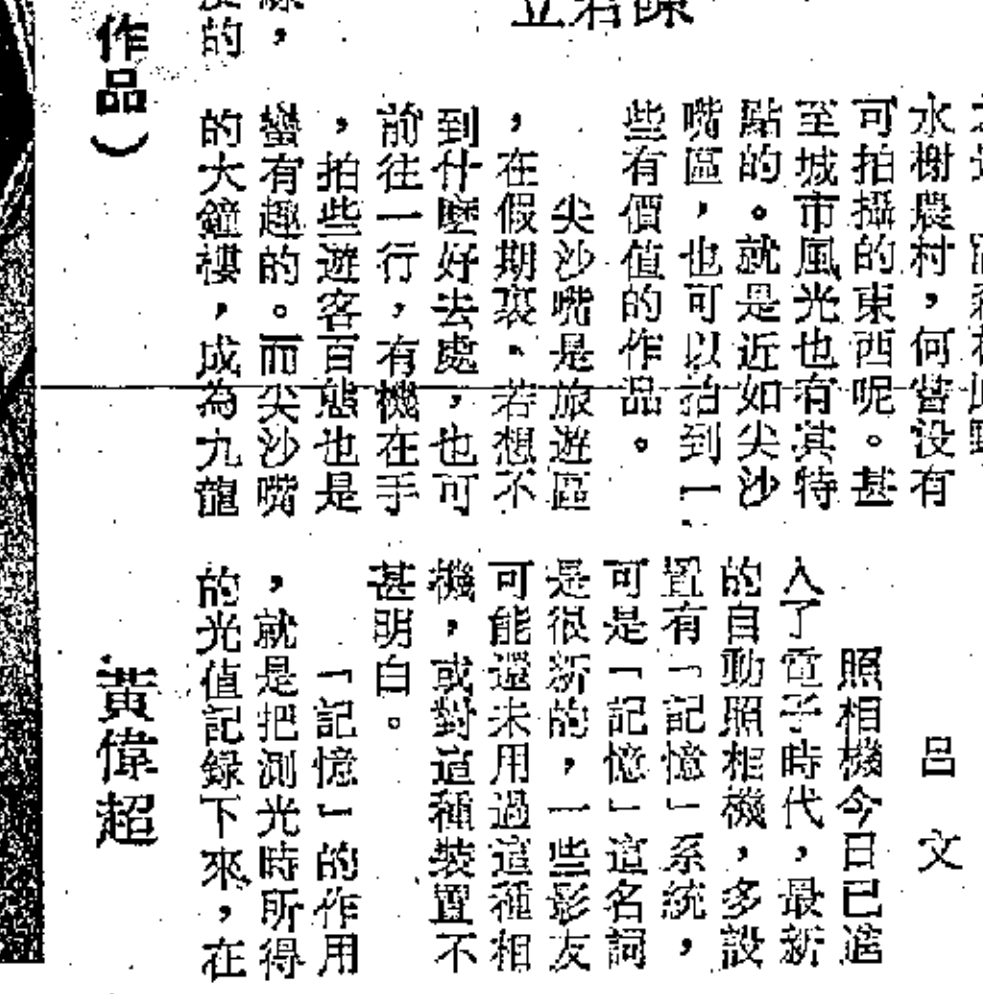 水榭農村，何嘗没有
可拍攝的東西呢。甚
至城市風光也有其特
點的。就是近如尖沙
嘴區，也可以拍到一
些有價值的作品。
尖沙嘴是旅遊區
，在假期裏、若想不
到什麼好去處，也可
前往一行，有機在手
，拍些遊客百態也是
蠻有趣的。而尖沙嘴
的大鐘樓，成為九龍
呂文
照相機今日已進
入了電子時代，最新
的自動照相機，多設
置有「記憶」系統，
可是「記憶」這名詞
是很新的，一些影友
可能還未用過這種相
機，或對這種裝置不
甚明白。
「記憶」的作用
，就是把測光時所得
的光值記録下來，在
作品）
黃偉超